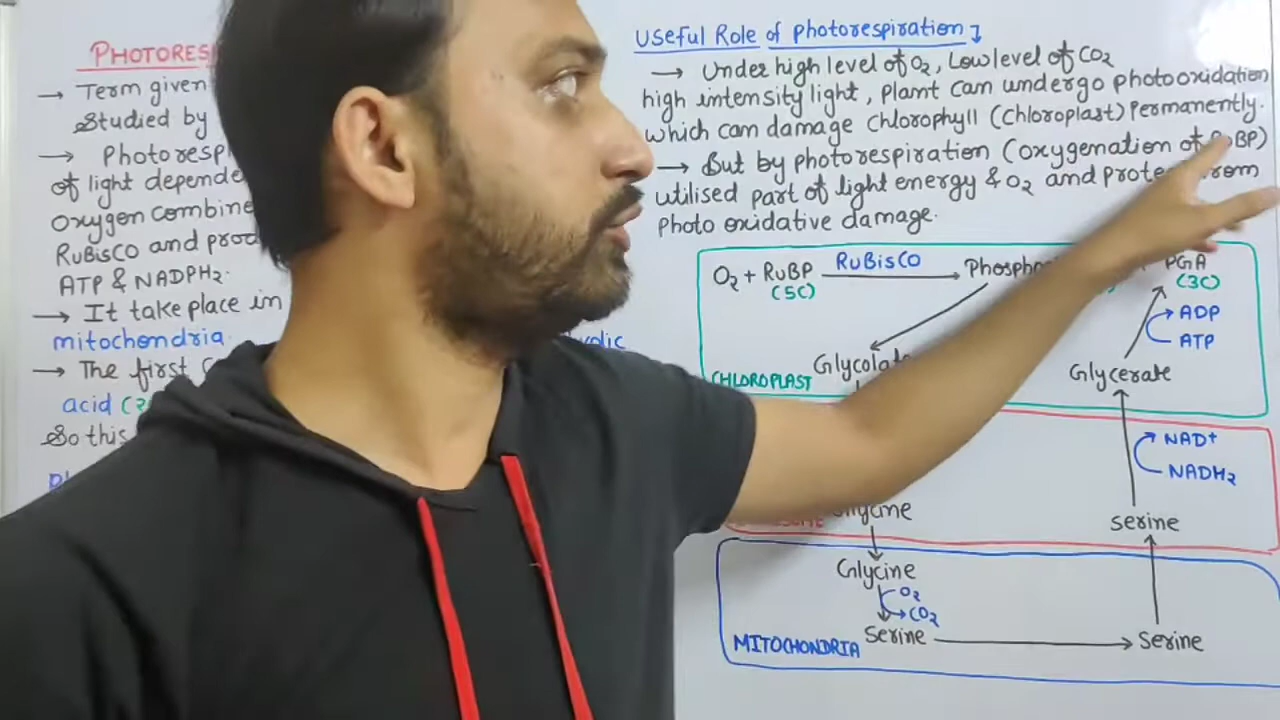 PHOTORES
→ Term given
Studied by
→ Photoresp
of light depende
Oxygen combine
RuBisCO and prod
ATP & NADPH₂.
→ It take place in
mitochondria
→ The first
acid
So this
Useful Role of photorespiration
→ Under high level of O₂, Low level of CO₂
high intensity light, plant can undergo photooxidation
which can damage chlorophyll (chloroplast) permanently.
→ But by photorespiration (oxygenation of RuBP)
utilised part of light energy & O₂ and protect from
Photo oxidative damage.
O₂ + RuBP RuBisCO → Phospho PGA
(5C) (3C)
ADP
ATP
Glycolate Glycerate
CHLOROPLAST
NAD+
NADH₂
Glycine serine
Glycine
O₂
CO₂
Serine → Serine
MITOCHONDRIA